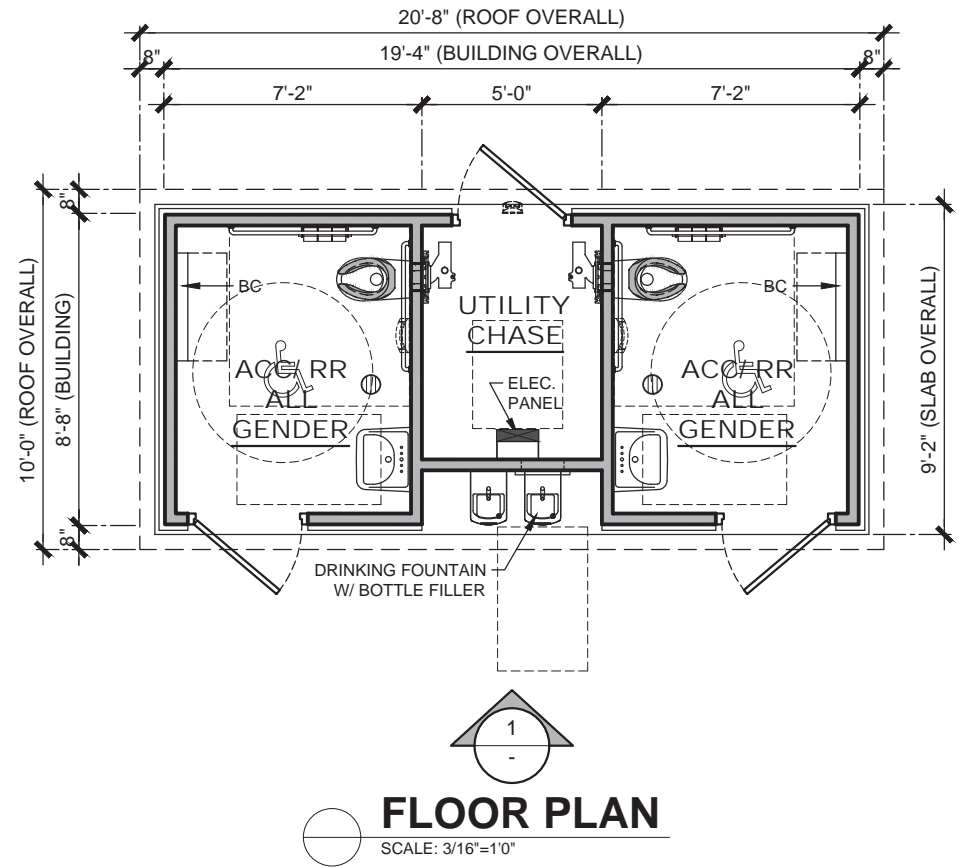 20'-8" (ROOF OVERALL)
8"
19'-4" (BUILDING OVERALL)
8"
7'-2"
5'-0"
7'-2"
10'-0" (ROOF OVERALL)
8"
8'-8" (BUILDING)
8"
9'-2" (SLAB OVERALL)
BC
UTILITY
CHASE
BC
ACC/ RR
ALL
GENDER
ELEC.
PANEL
ACC/ RR
ALL
GENDER
DRINKING FOUNTAIN
W/ BOTTLE FILLER
1
-
FLOOR PLAN
SCALE: 3/16"=1'0"